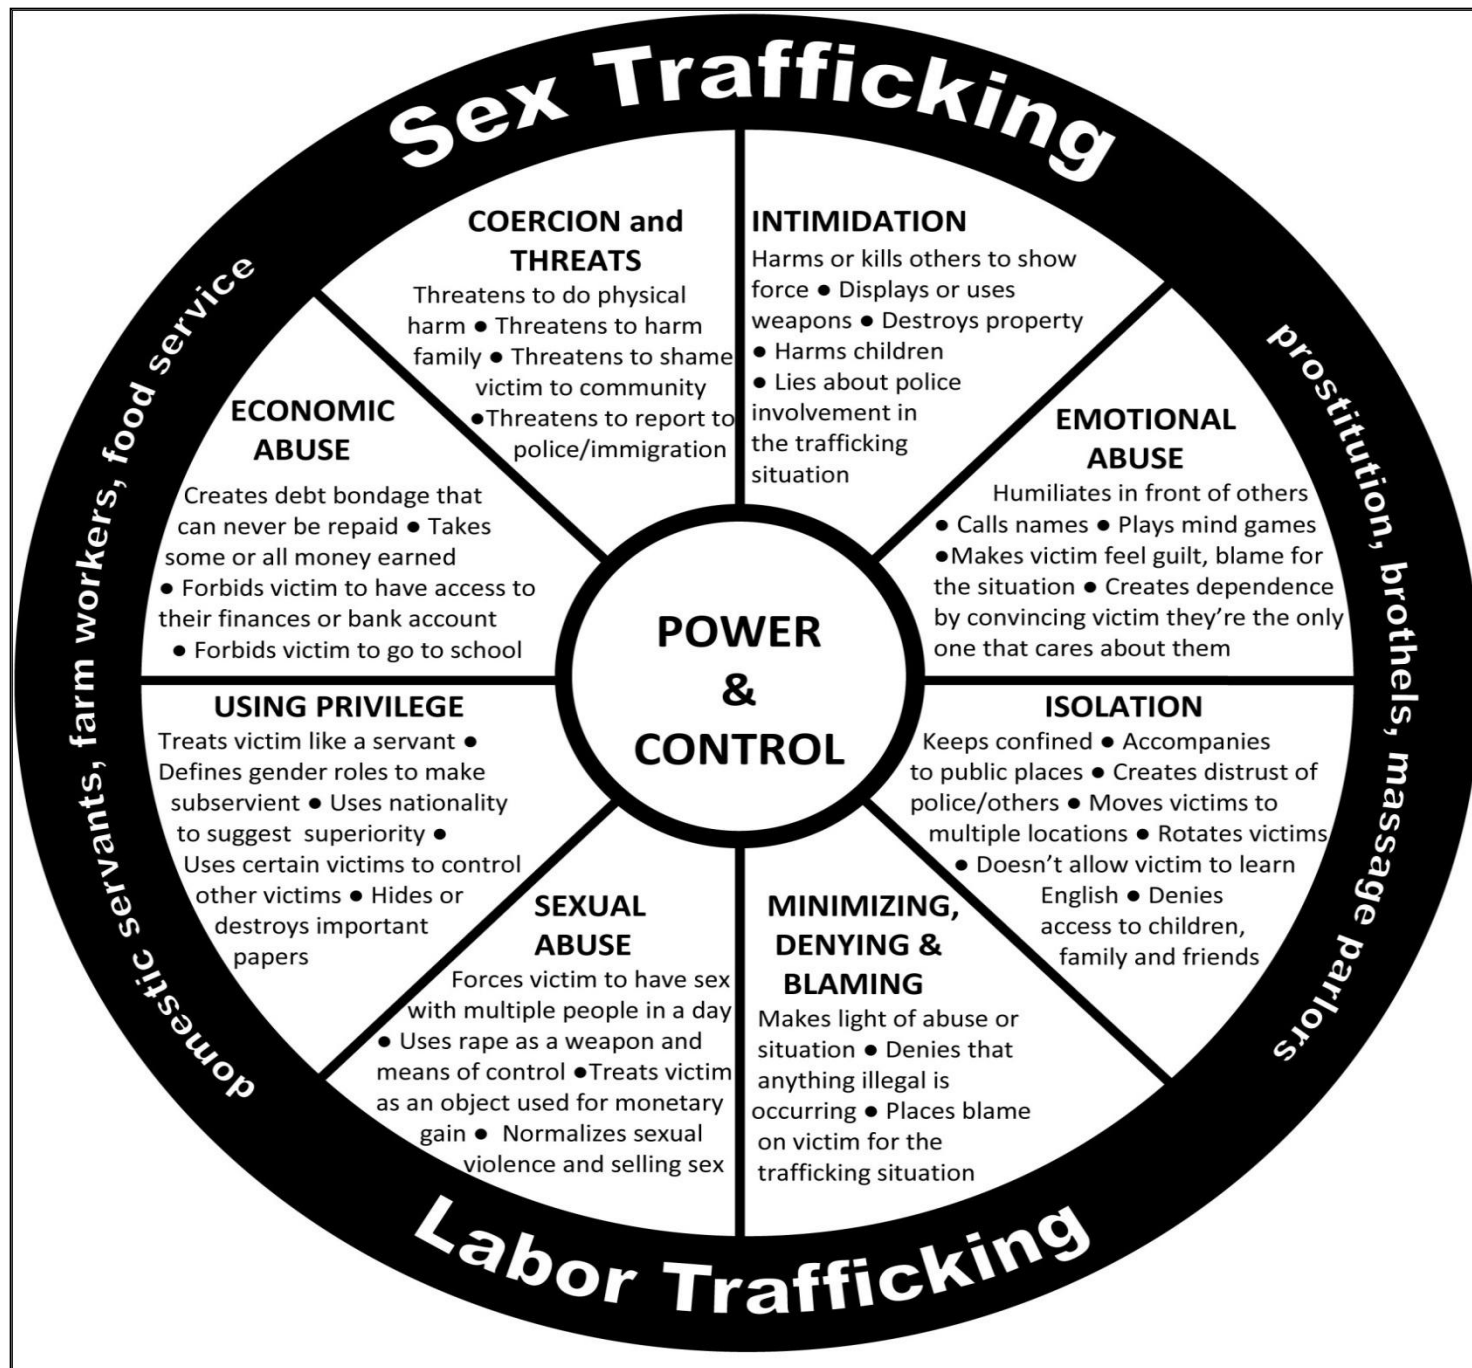 Sex Trafficking
domestic servants, farm workers, food service
prostitution, brothels, massage parlors
COERCION and
THREATS
Threatens to do physical
harm ● Threatens to harm
family ● Threatens to shame
victim to community
●Threatens to report to
police/immigration
INTIMIDATION
Harms or kills others to show
force ● Displays or uses
weapons ● Destroys property
● Harms children
● Lies about police
involvement in
the trafficking
situation
EMOTIONAL
ABUSE
Humiliates in front of others
● Calls names ● Plays mind games
●Makes victim feel guilt, blame for
the situation ● Creates dependence
by convincing victim they’re the only
one that cares about them
ISOLATION
Keeps confined ● Accompanies
to public places ● Creates distrust of
police/others ● Moves victims to
multiple locations ● Rotates victims
● Doesn’t allow victim to learn
English ● Denies
access to children,
family and friends
MINIMIZING,
DENYING &
BLAMING
Makes light of abuse or
situation ● Denies that
anything illegal is
occurring ● Places blame
on victim for the
trafficking situation
SEXUAL
ABUSE
Forces victim to have sex
with multiple people in a day
● Uses rape as a weapon and
means of control ●Treats victim
as an object used for monetary
gain ● Normalizes sexual
violence and selling sex
USING PRIVILEGE
Treats victim like a servant ●
Defines gender roles to make
subservient ● Uses nationality
to suggest superiority ●
Uses certain victims to control
other victims ● Hides or
destroys important
papers
ECONOMIC
ABUSE
Creates debt bondage that
can never be repaid ● Takes
some or all money earned
● Forbids victim to have access to
their finances or bank account
● Forbids victim to go to school
POWER
&
CONTROL
Labor Trafficking